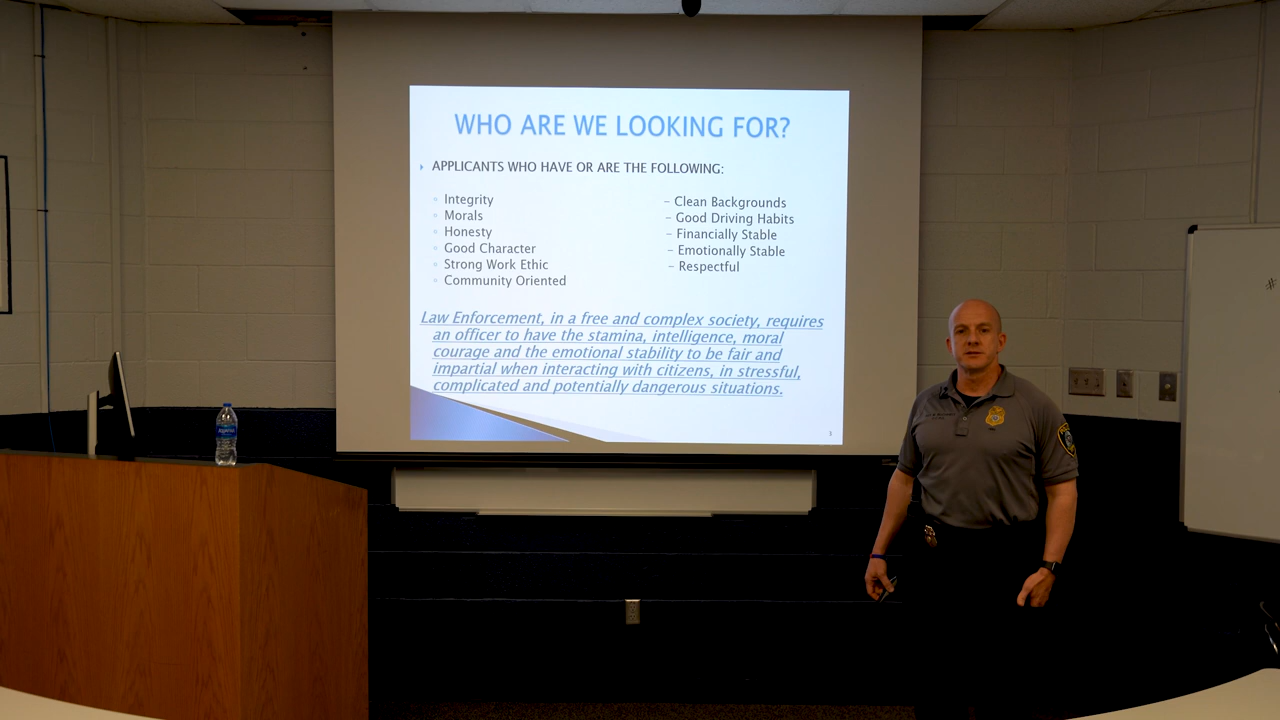 WHO ARE WE LOOKING FOR?
APPLICANTS WHO HAVE OR ARE THE FOLLOWING:
Integrity
Morals
Honesty
Good Character
Strong Work Ethic
Community Oriented
– Clean Backgrounds
– Good Driving Habits
– Financially Stable
– Emotionally Stable
– Respectful
Law Enforcement, in a free and complex society, requires
an officer to have the stamina, intelligence, moral
courage and the emotional stability to be fair and
impartial when interacting with citizens, in stressful,
complicated and potentially dangerous situations.
#